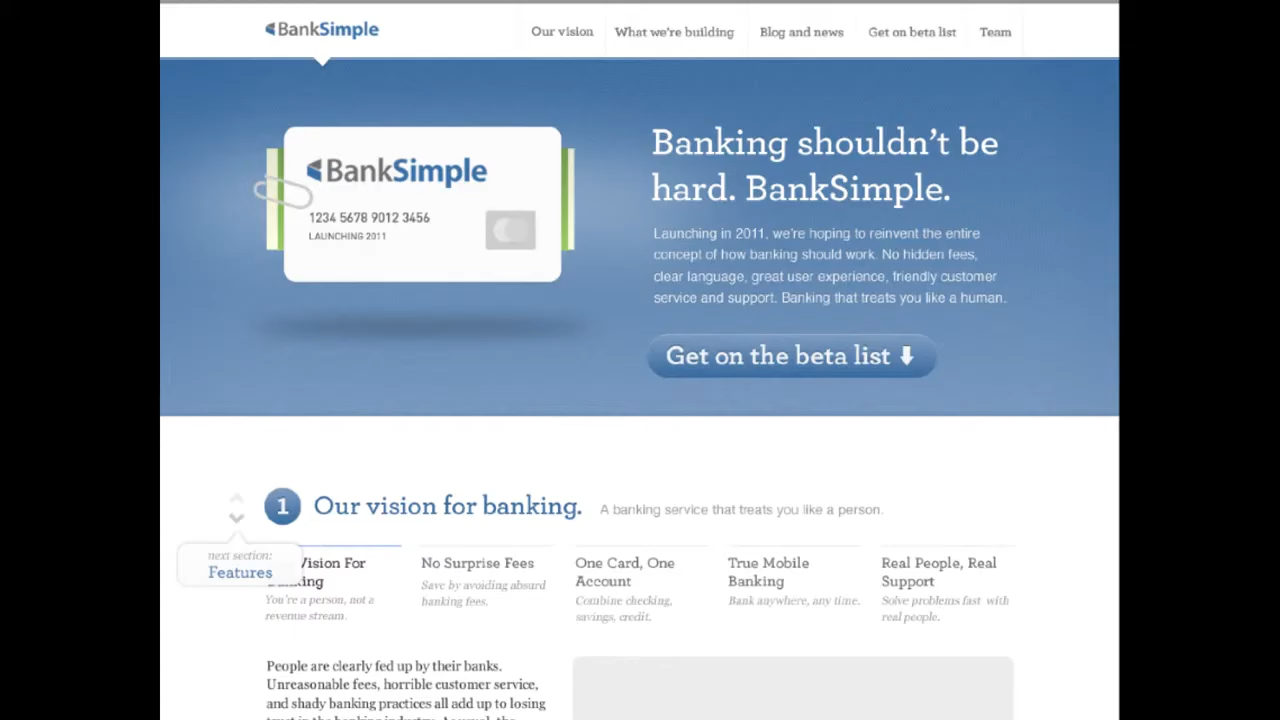 BankSimple
Our vision
What we're building
Blog and news
Get on beta list
Team
BankSimple
1234 5678 9012 3456
LAUNCHING 2011
Banking shouldn't be
hard. BankSimple.
Launching in 2011, we're hoping to reinvent the entire
concept of how banking should work. No hidden fees,
clear language, great user experience, friendly customer
service and support. Banking that treats you like a human.
Get on the beta list
1 Our vision for banking. A banking service that treats you like a person.
next section:
Features
Vision For
You're a person, not a
revenue stream.
No Surprise Fees
Save by avoiding absurd
banking fees.
One Card, One
Account
Combine checking,
savings, credit.
True Mobile
Banking
Bank anywhere, any time.
Real People, Real
Support
Solve problems fast with
real people.
People are clearly fed up by their banks.
Unreasonable fees, horrible customer service,
and shady banking practices all add up to losing